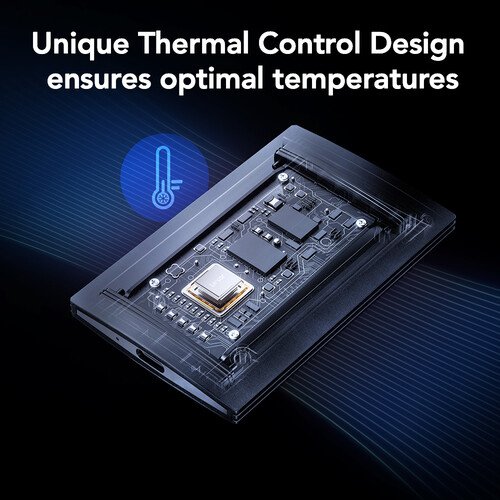 Unique Thermal Control Design
ensures optimal temperatures